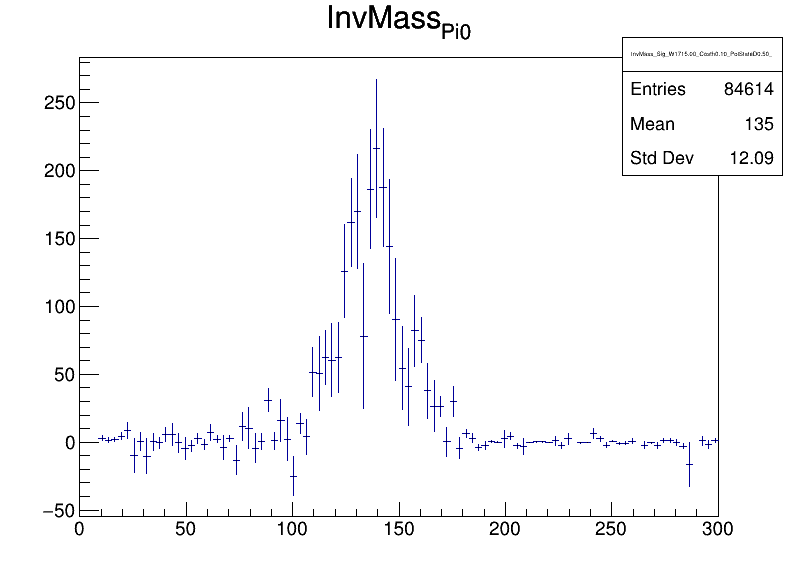 InvMass_Pi0
InvMass_Sig_W1715.00_Costh0.10_PolStateD0.50_
Entries 84614
Mean 135
Std Dev 12.09
250
200
150
100
50
0
−50
0 50 100 150 200 250 300